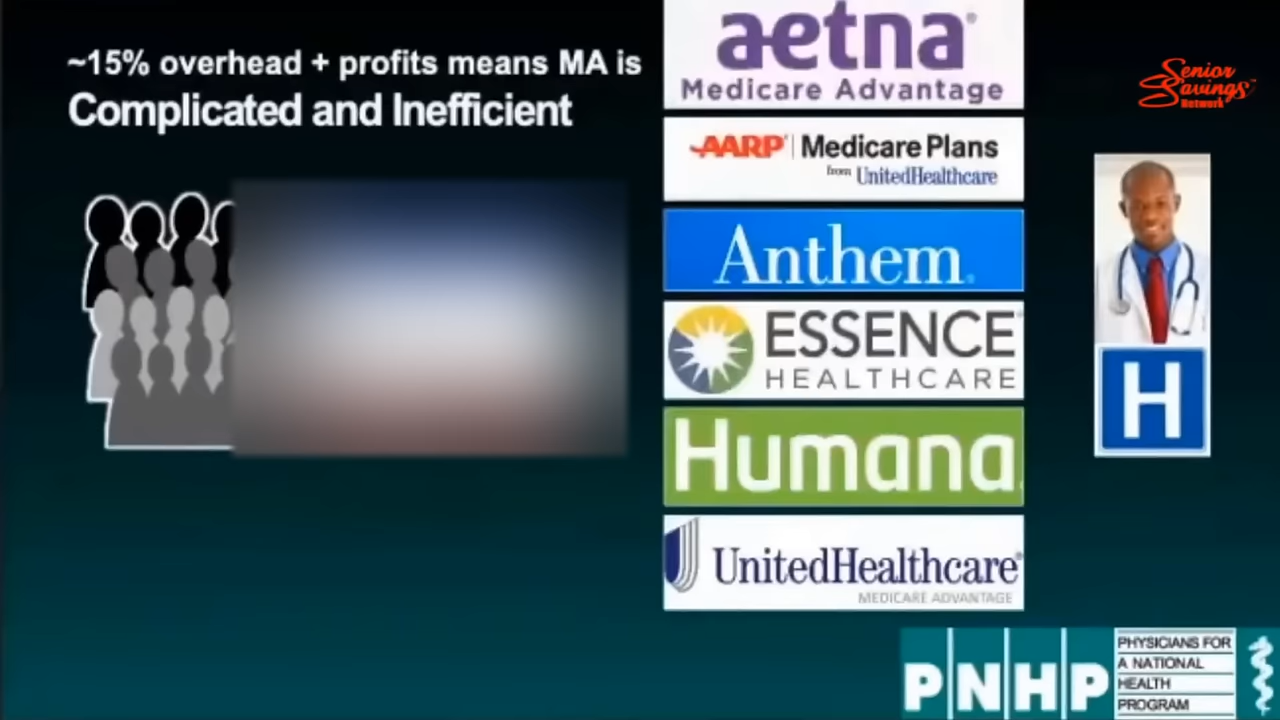 ~15% overhead + profits means MA is
Complicated and Inefficient
aetna®
Medicare Advantage
AARP® | Medicare Plans
from UnitedHealthcare
Anthem®
ESSENCE
HEALTHCARE
Humana.
UnitedHealthcare®
MEDICARE ADVANTAGE
Senior
Savings™
Network
H
PNHP
PHYSICIANS FOR
A NATIONAL
HEALTH
PROGRAM